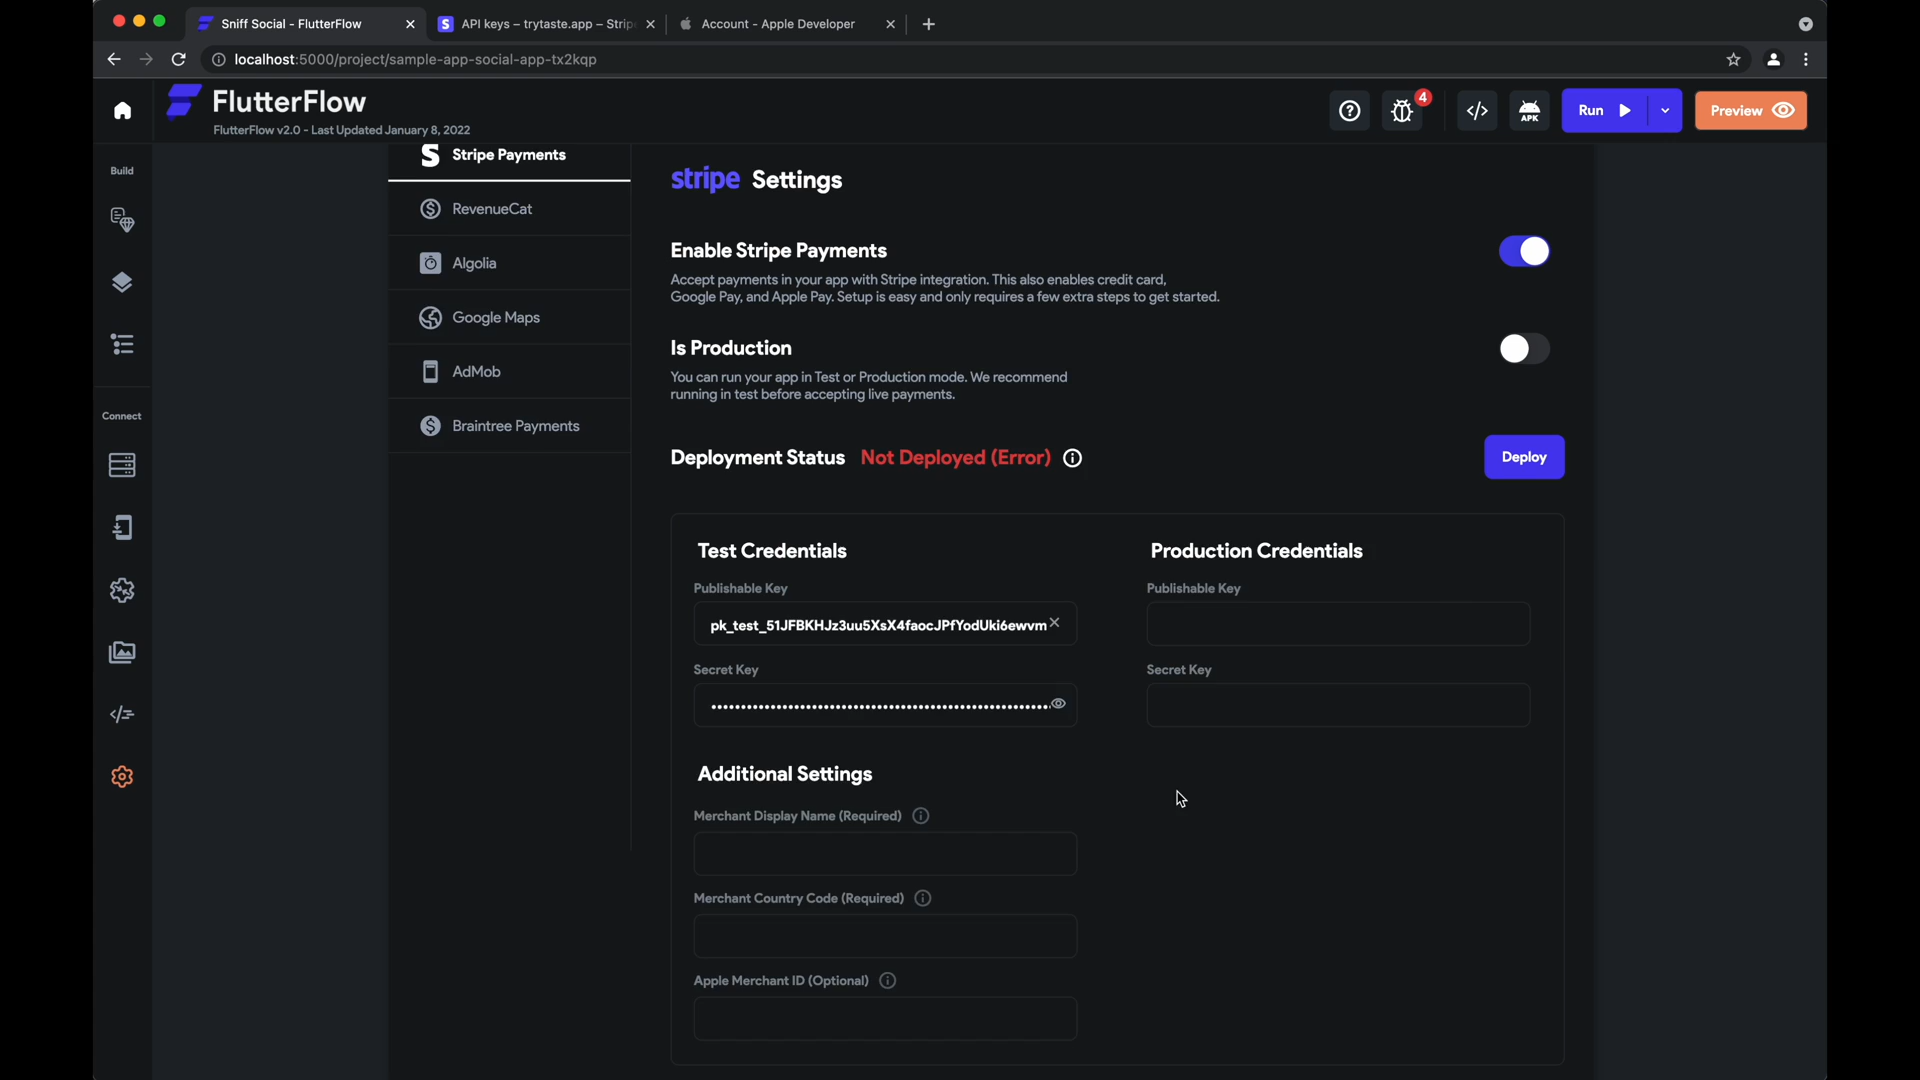 Sniff Social - FlutterFlow
API keys – trytaste.app – Strip
Account - Apple Developer
localhost:5000/project/sample-app-social-app-tx2kqp
FlutterFlow
FlutterFlow v2.0 - Last Updated January 8, 2022
4
APK
Run
Preview
Build
Connect
Stripe Payments
RevenueCat
Algolia
Google Maps
AdMob
Braintree Payments
stripe Settings
Enable Stripe Payments
Accept payments in your app with Stripe integration. This also enables credit card,
Google Pay, and Apple Pay. Setup is easy and only requires a few extra steps to get started.
Is Production
You can run your app in Test or Production mode. We recommend
running in test before accepting live payments.
Deployment Status Not Deployed (Error)
Deploy
Test Credentials
Publishable Key
pk_test_51JFBKHJz3uu5XsX4faocJPfYodUki6ewvm
Secret Key
Production Credentials
Publishable Key
Secret Key
Additional Settings
Merchant Display Name (Required)
Merchant Country Code (Required)
Apple Merchant ID (Optional)